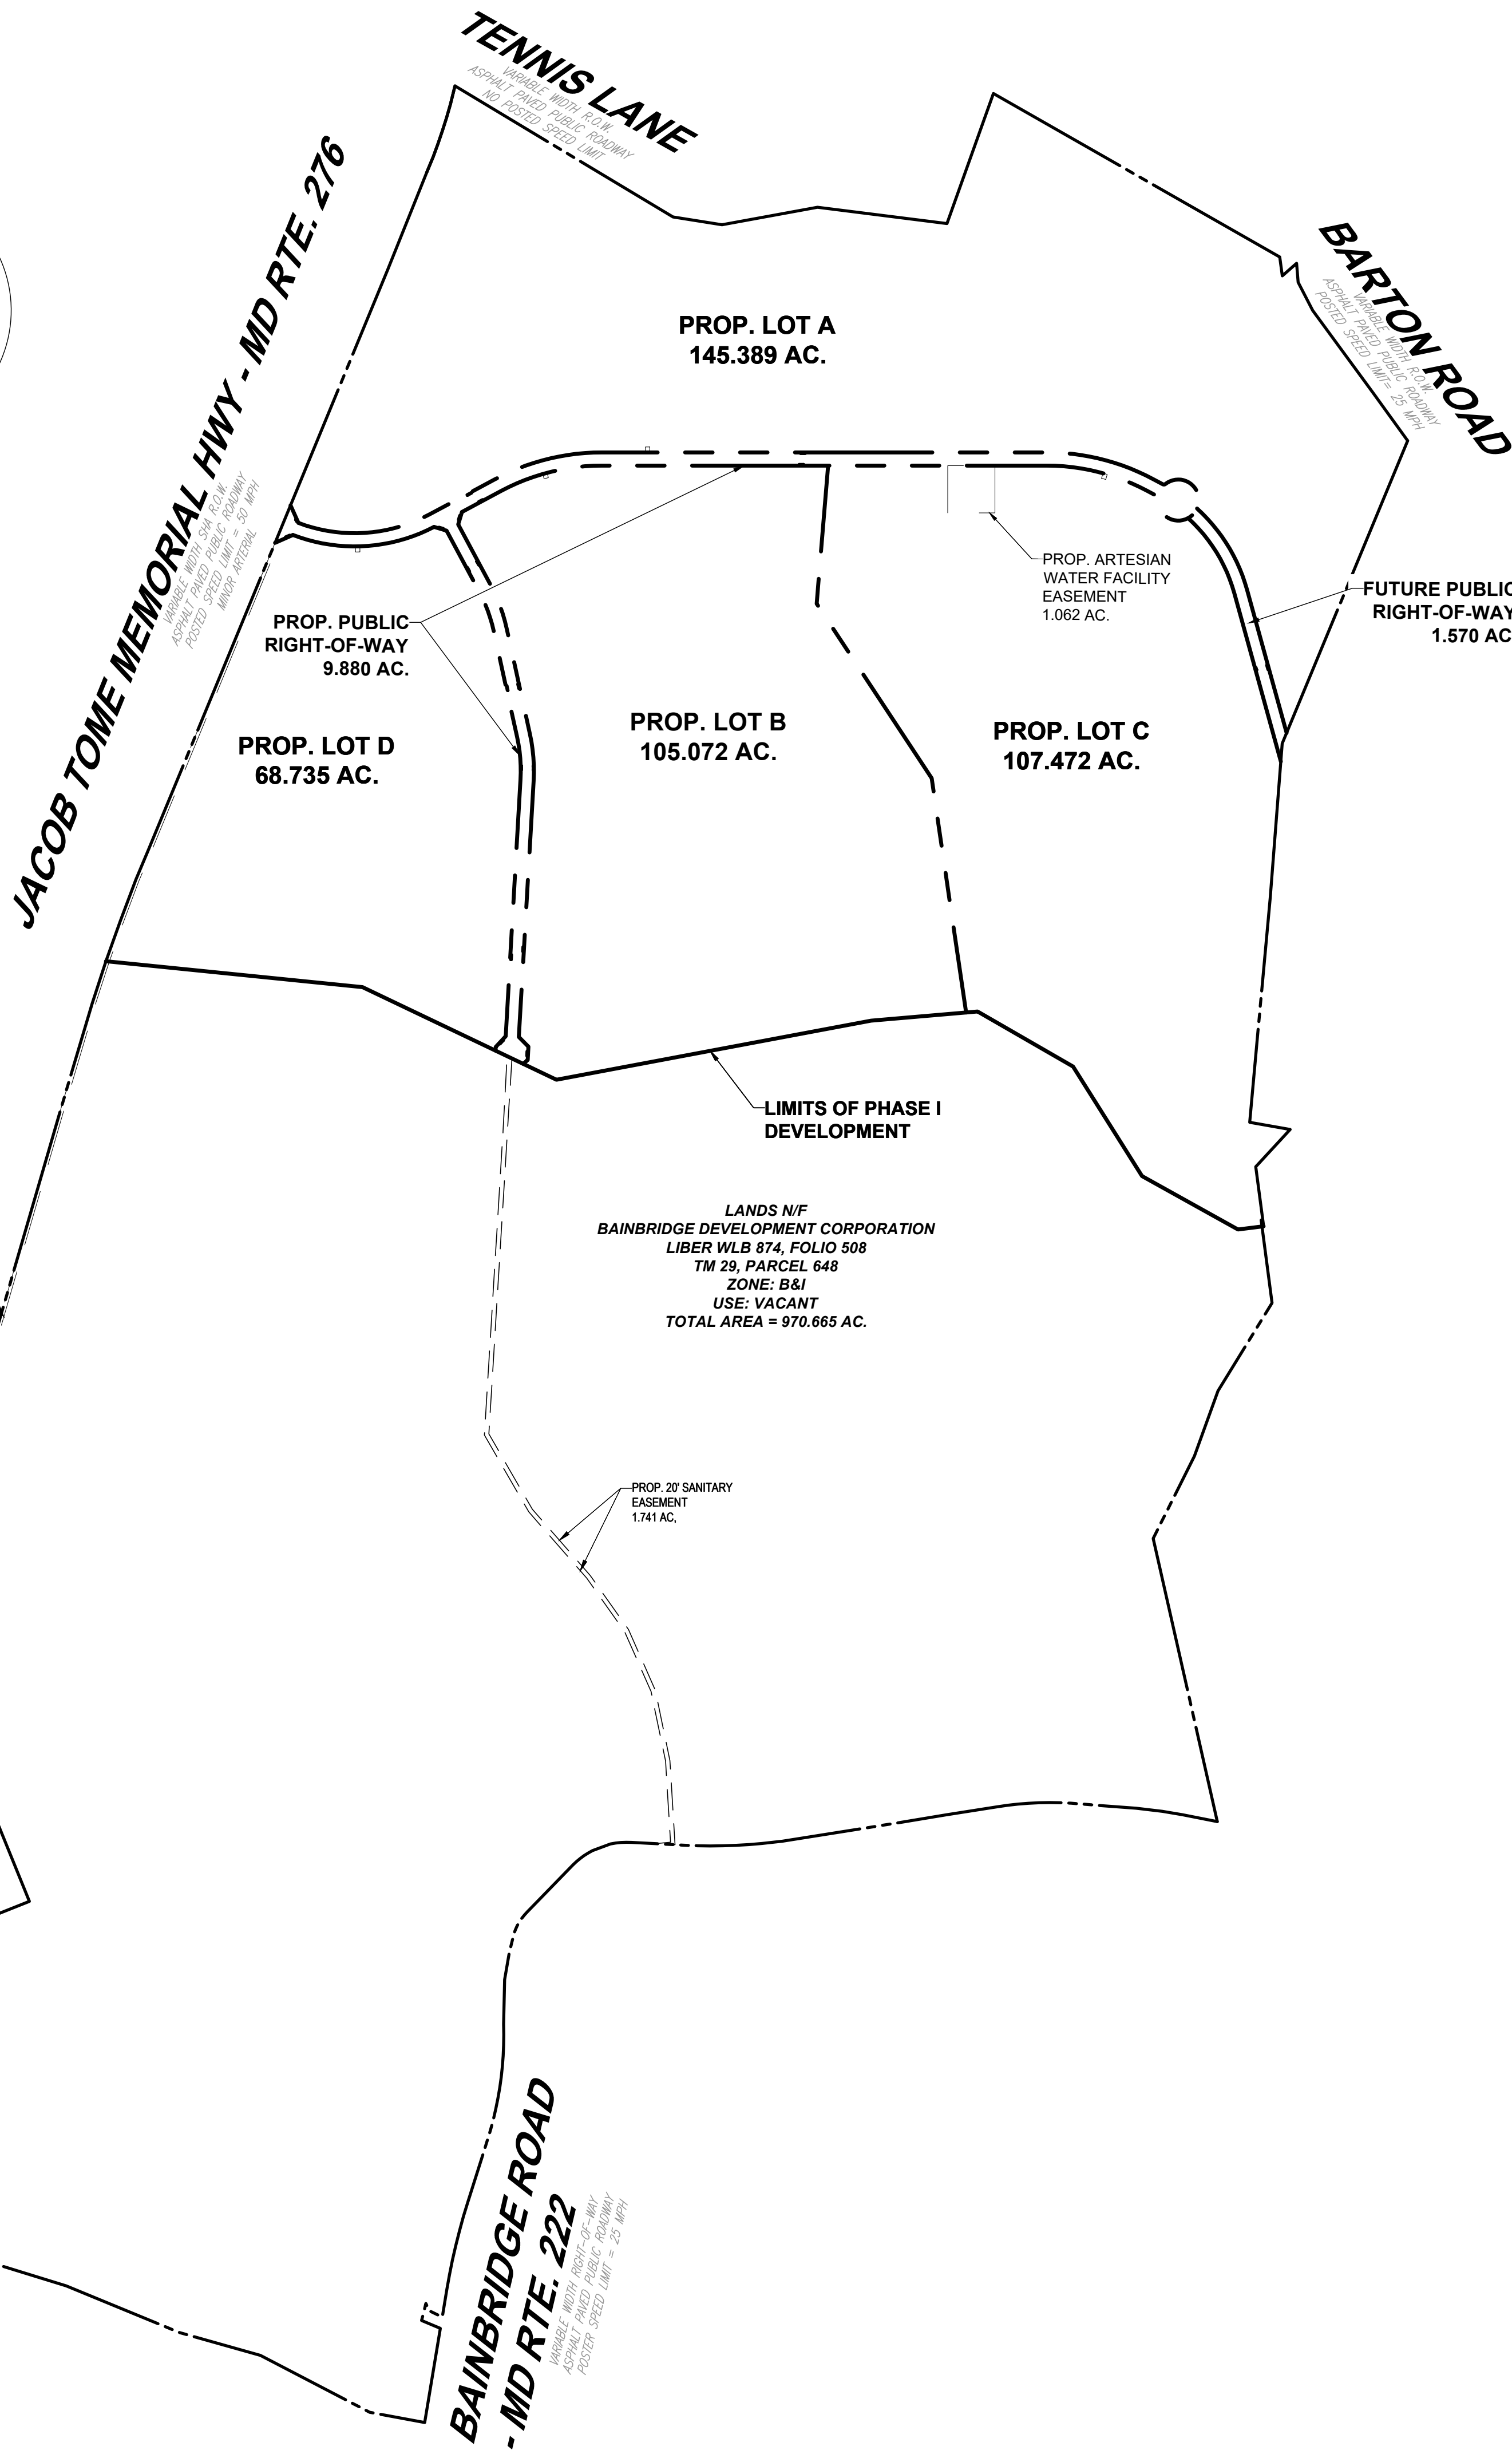 TENNIS LANE
VARIABLE WIDTH R.O.W.
ASPHALT PAVED PUBLIC ROADWAY
NO POSTED SPEED LIMIT
JACOB TOME MEMORIAL HWY - MD RTE. 276
VARIABLE WIDTH SHA R.O.W.
ASPHALT PAVED PUBLIC ROADWAY
POSTED SPEED LIMIT = 50 MPH
MINOR ARTERIAL
BARTON ROAD
VARIABLE WIDTH R.O.W.
ASPHALT PAVED PUBLIC ROADWAY
POSTED SPEED LIMIT= 25 MPH
PROP. LOT A
145.389 AC.
PROP. ARTESIAN
WATER FACILITY
EASEMENT
1.062 AC.
FUTURE PUBLIC
RIGHT-OF-WAY
1.570 AC
PROP. PUBLIC
RIGHT-OF-WAY
9.880 AC.
PROP. LOT D
68.735 AC.
PROP. LOT B
105.072 AC.
PROP. LOT C
107.472 AC.
LIMITS OF PHASE I
DEVELOPMENT
LANDS N/F
BAINBRIDGE DEVELOPMENT CORPORATION
LIBER WLB 874, FOLIO 508
TM 29, PARCEL 648
ZONE: B&I
USE: VACANT
TOTAL AREA = 970.665 AC.
PROP. 20' SANITARY
EASEMENT
1.741 AC,
BAINBRIDGE ROAD
- MD RTE. 222
VARIABLE WIDTH RIGHT-OF-WAY
ASPHALT PAVED PUBLIC ROADWAY
POSTER SPEED LIMIT = 25 MPH